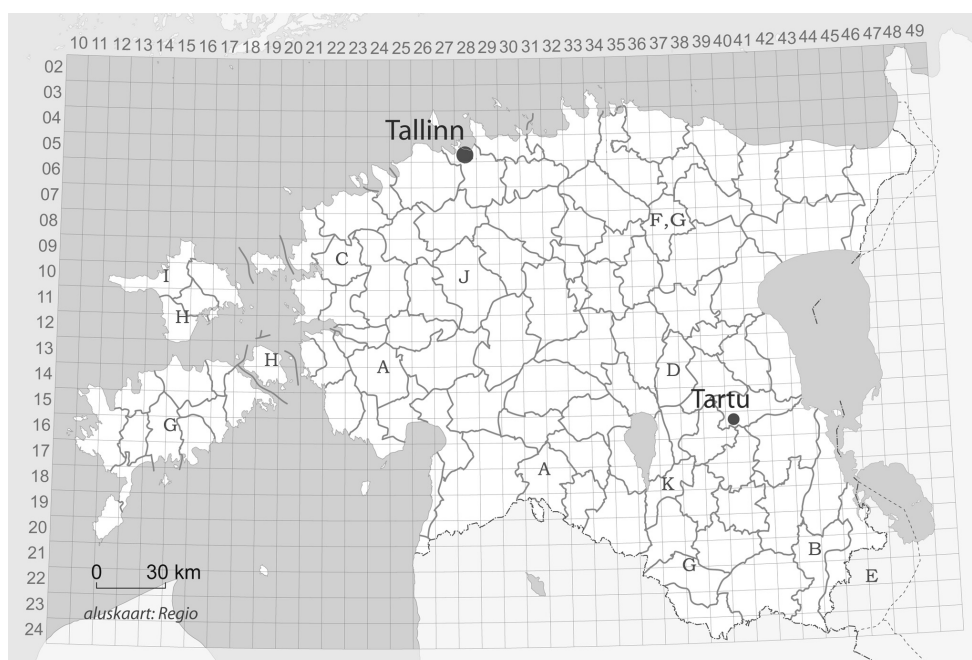 10 11 12 13 14 15 16 17 18 19 20 21 22 23 24 25 26 27 28 29 30 31 32 33 34 35 36 37 38 39 40 41 42 43 44 45 46 47 48 49
02
03
04
Tallinn
05
06
07
08
F,G
09
C
10
I
J
11
H
12
13
H
A
D
14
15
Tartu
16
G
17
18
A
K
19
20
21
B
G
0 30 km
22
E
23
aluskaart: Regio
24